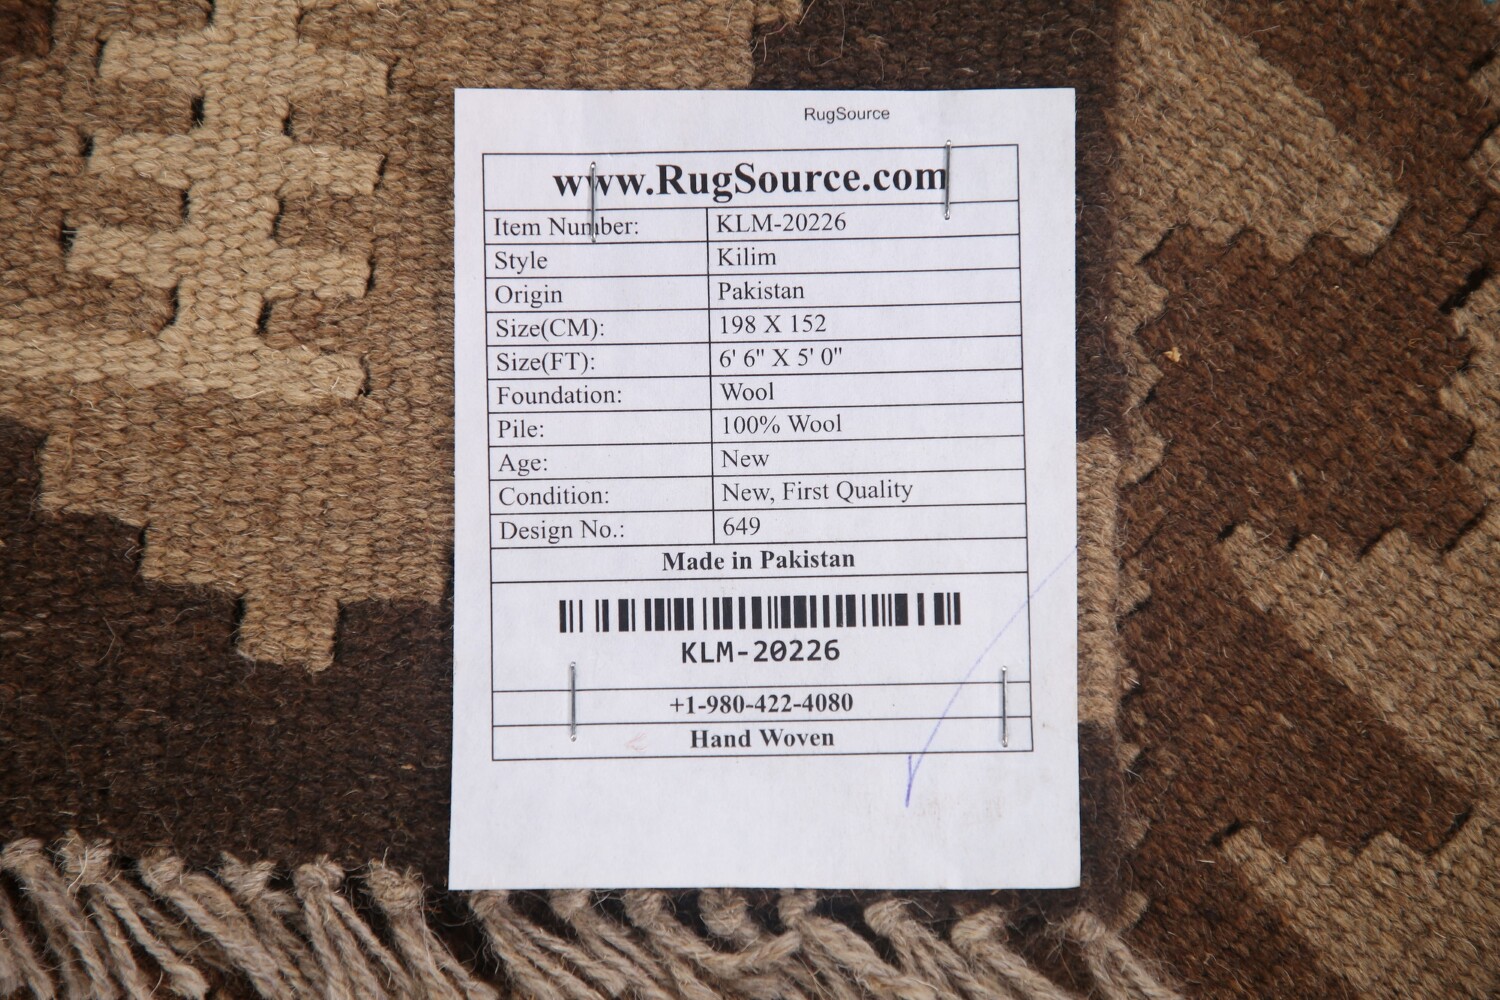 RugSource
www.RugSource.com
Item Number: KLM-20226
Style Kilim
Origin Pakistan
Size(CM): 198 X 152
Size(FT): 6' 6" X 5' 0"
Foundation: Wool
Pile: 100% Wool
Age: New
Condition: New, First Quality
Design No.: 649
Made in Pakistan
KLM-20226
+1-980-422-4080
Hand Woven